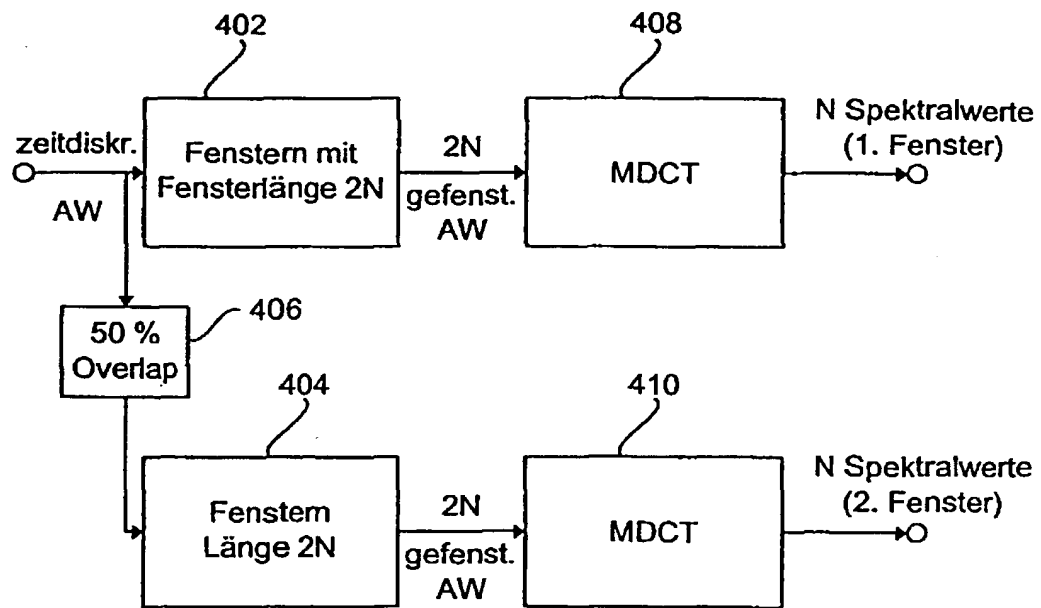 402
408
zeitdiskr.
AW
Fenstern mit
Fensterlänge 2N
2N
gefenst.
AW
MDCT
N Spektralwerte
(1. Fenster)
50 %
Overlap
406
404
410
Fenstern
Länge 2N
2N
gefenst.
AW
MDCT
N Spektralwerte
(2. Fenster)